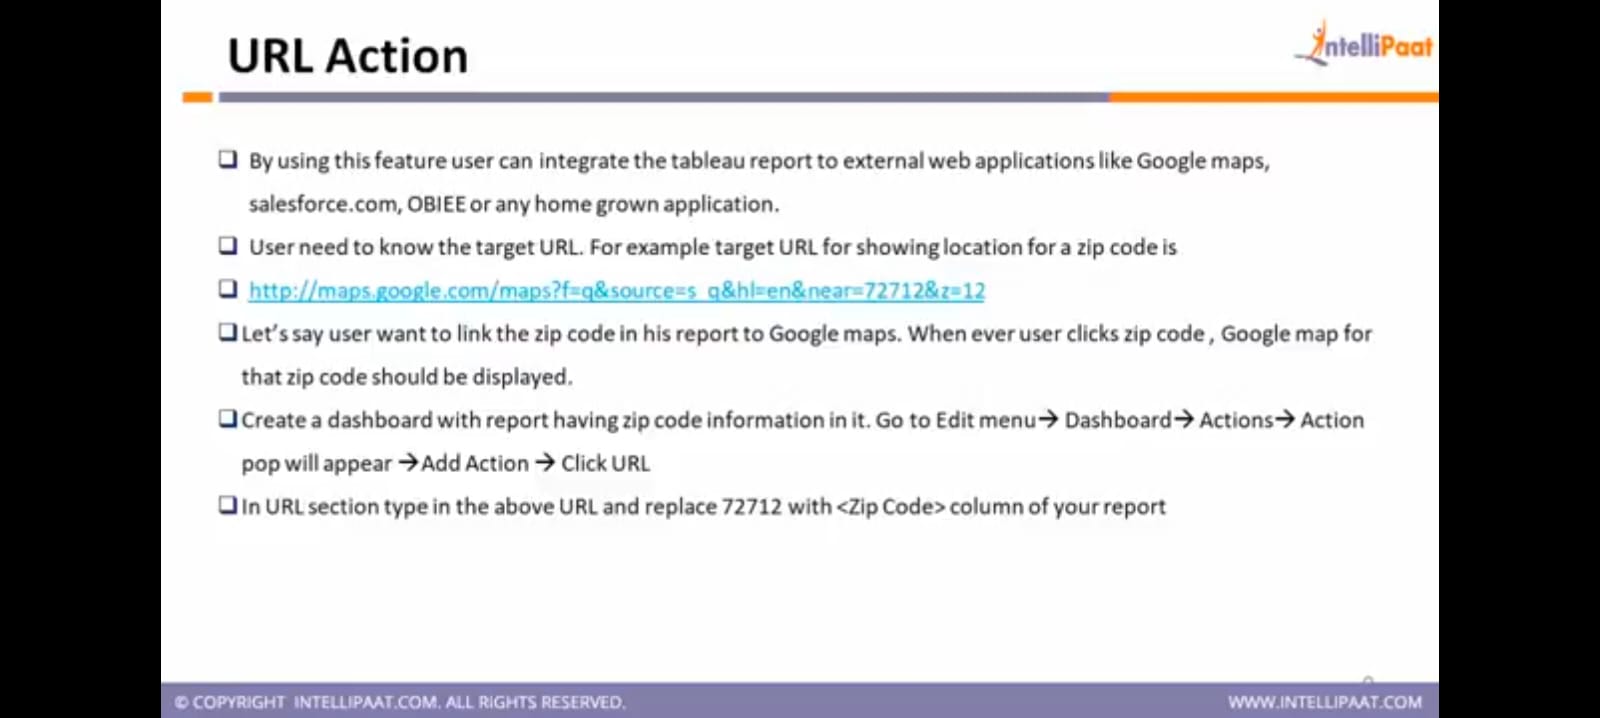 URL Action
IntelliPaat
By using this feature user can integrate the tableau report to external web applications like Google maps,
salesforce.com, OBIEE or any home grown application.
User need to know the target URL. For example target URL for showing location for a zip code is
http://maps.google.com/maps?f=q&source=s_q&hl=en&near=72712&z=12
Let's say user want to link the zip code in his report to Google maps. When ever user clicks zip code , Google map for
that zip code should be displayed.
Create a dashboard with report having zip code information in it. Go to Edit menu→ Dashboard→ Actions→ Action
pop will appear →Add Action → Click URL
In URL section type in the above URL and replace 72712 with <Zip Code> column of your report
© COPYRIGHT INTELLIPAAT.COM. ALL RIGHTS RESERVED.
WWW.INTELLIPAAT.COM